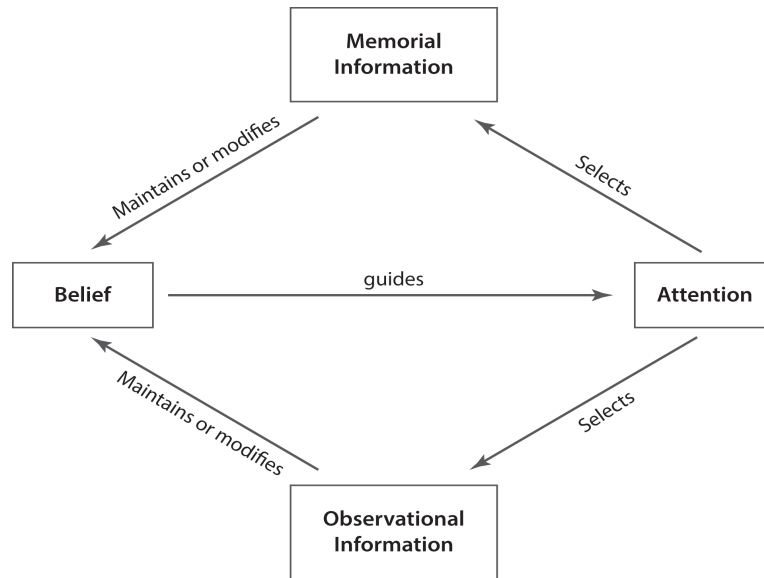 Memorial
Information
Maintains or modifies
Selects
Belief
guides
Attention
Maintains or modifies
Selects
Observational
Information